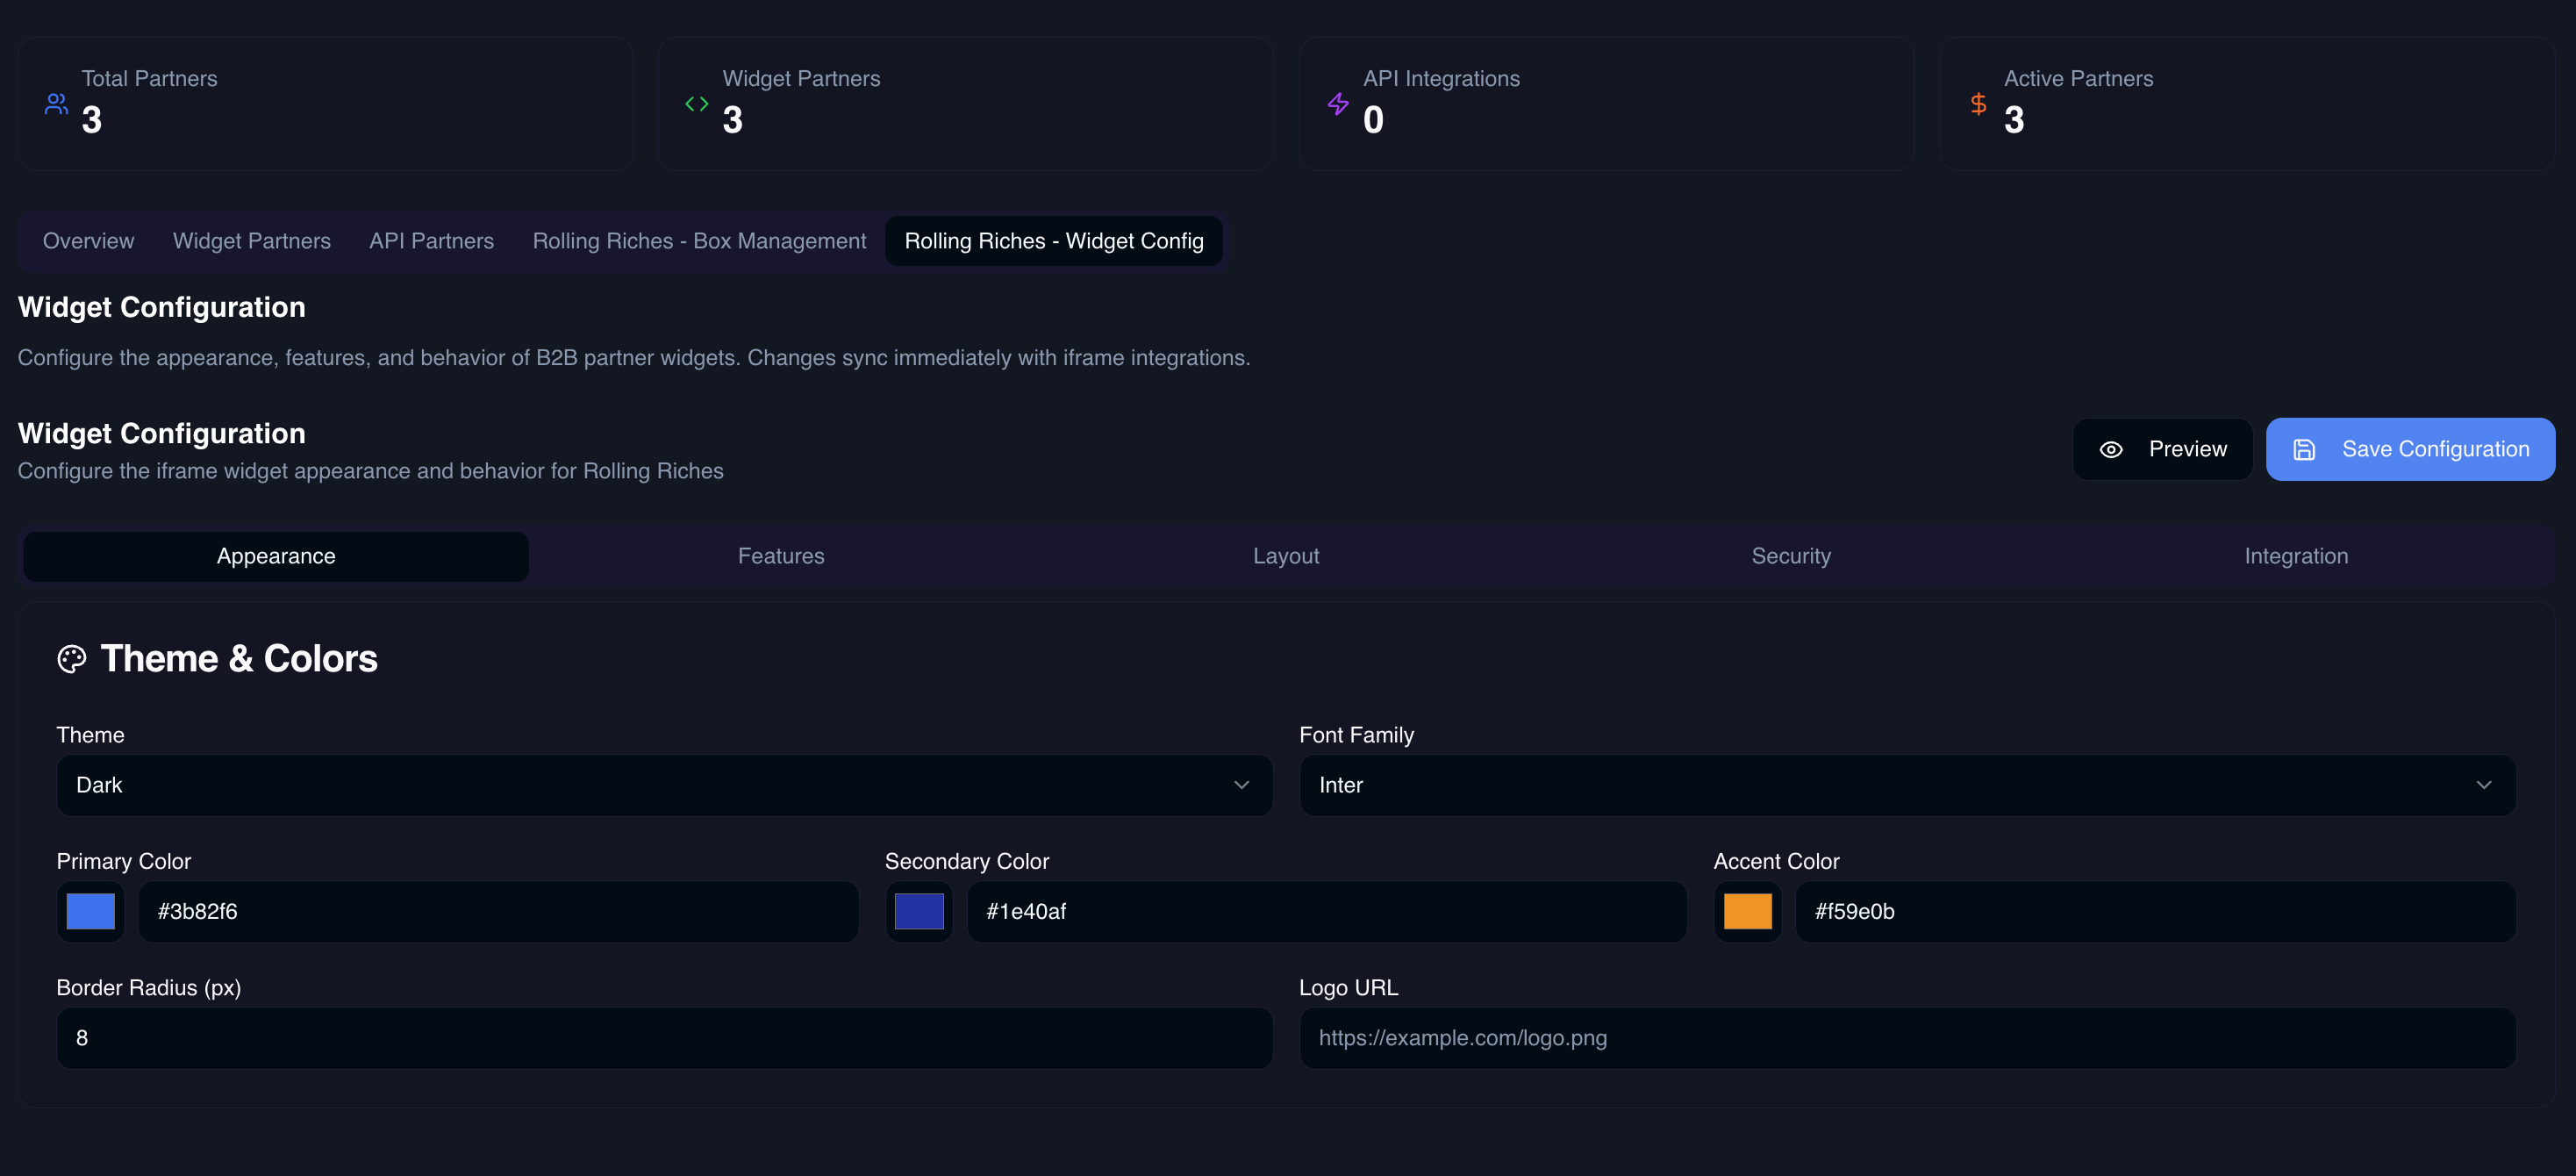 Total Partners
3
Widget Partners
3
API Integrations
0
Active Partners
3
Overview
Widget Partners
API Partners
Rolling Riches - Box Management
Rolling Riches - Widget Config
Widget Configuration
Configure the appearance, features, and behavior of B2B partner widgets. Changes sync immediately with iframe integrations.
Widget Configuration
Configure the iframe widget appearance and behavior for Rolling Riches
Preview
Save Configuration
Appearance
Features
Layout
Security
Integration
Theme & Colors
Theme
Dark
Font Family
Inter
Primary Color
#3b82f6
Secondary Color
#1e40af
Accent Color
#f59e0b
Border Radius (px)
8
Logo URL
https://example.com/logo.png